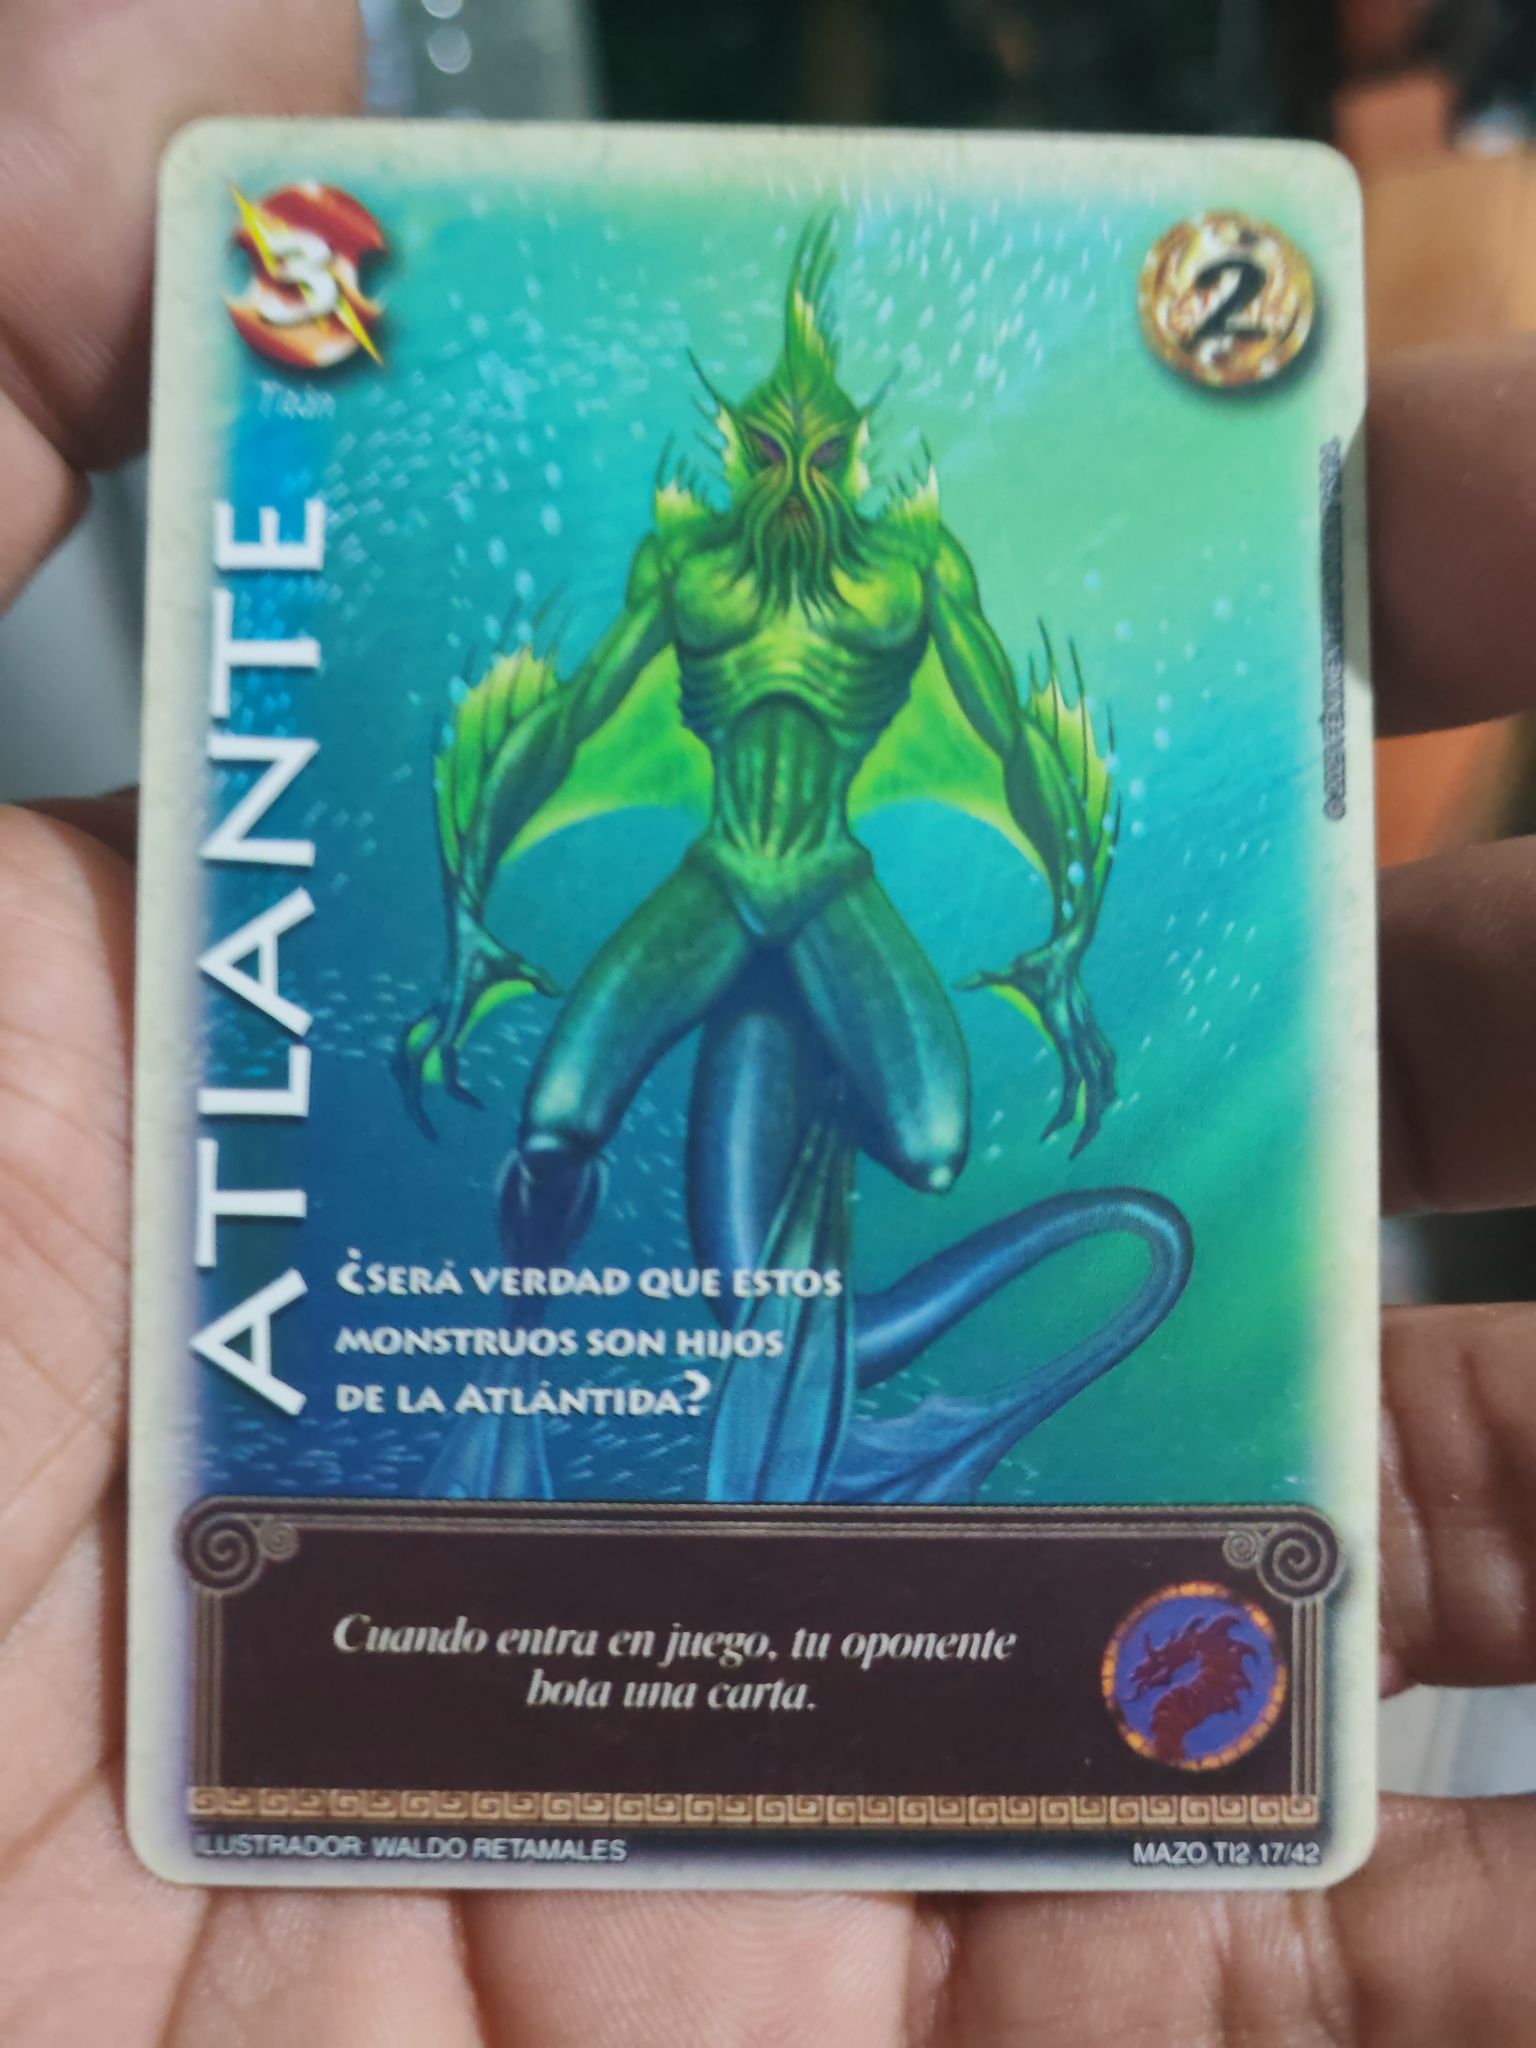 3
2
Titán
ATLANTE
¿SERÁ VERDAD QUE ESTOS
MONSTRUOS SON HIJOS
DE LA ATLÁNTIDA?
Cuando entra en juego, tu oponente
bota una carta.
ILUSTRADOR: WALDO RETAMALES
MAZO TI2 17/42